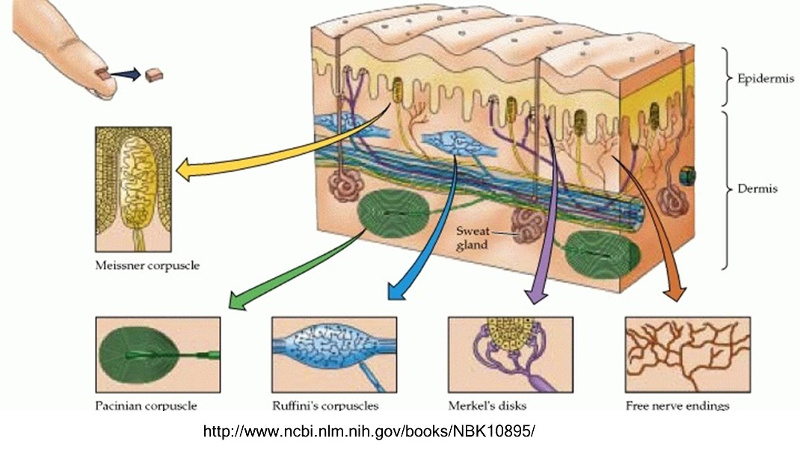 Epidermis
Dermis
Sweat
gland
Meissner corpuscle
Pacinian corpuscle
Ruffini's corpuscles
Merkel's disks
Free nerve endings
http://www.ncbi.nlm.nih.gov/books/NBK10895/